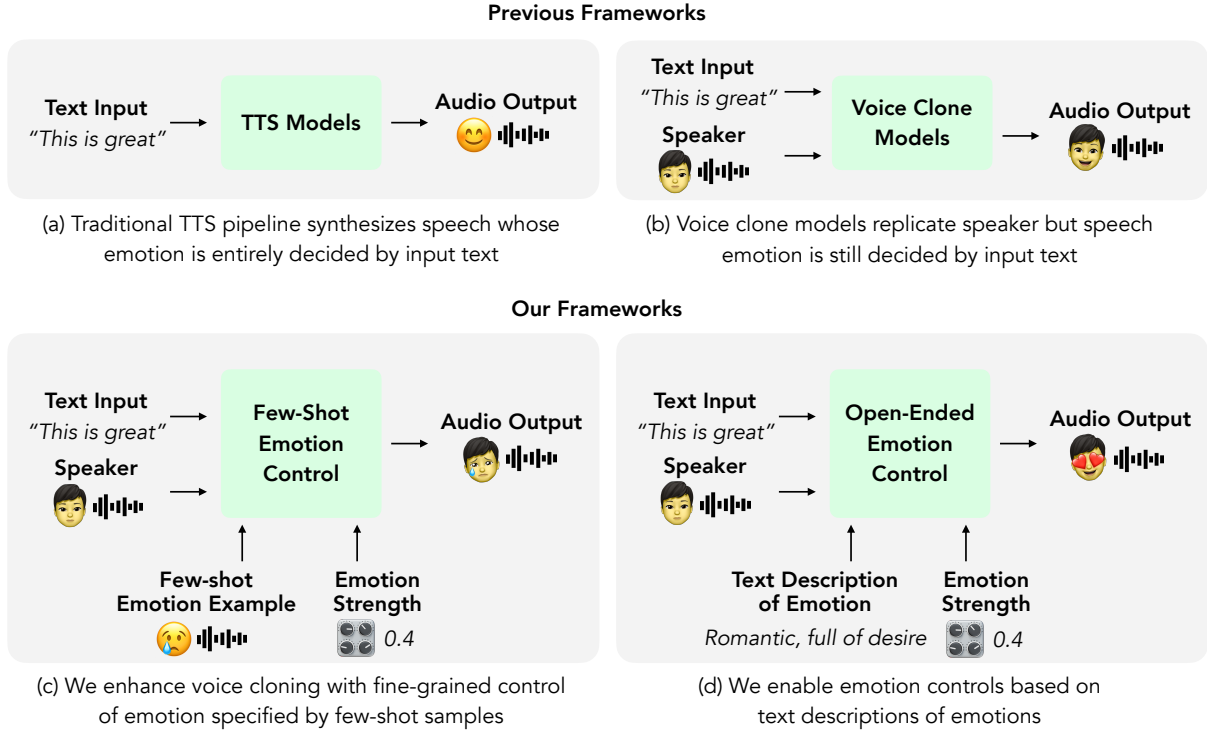 Previous Frameworks
Text Input
“This is great”
TTS Models
Audio Output
(a) Traditional TTS pipeline synthesizes speech whose
emotion is entirely decided by input text
Text Input
“This is great”
Speaker
Voice Clone
Models
Audio Output
(b) Voice clone models replicate speaker but speech
emotion is still decided by input text
Our Frameworks
Text Input
“This is great”
Speaker
Few-Shot
Emotion
Control
Audio Output
Few-shot
Emotion Example
Emotion
Strength
0.4
(c) We enhance voice cloning with fine-grained control
of emotion specified by few-shot samples
Text Input
“This is great”
Speaker
Open-Ended
Emotion
Control
Audio Output
Text Description
of Emotion
Romantic, full of desire
Emotion
Strength
0.4
(d) We enable emotion controls based on
text descriptions of emotions